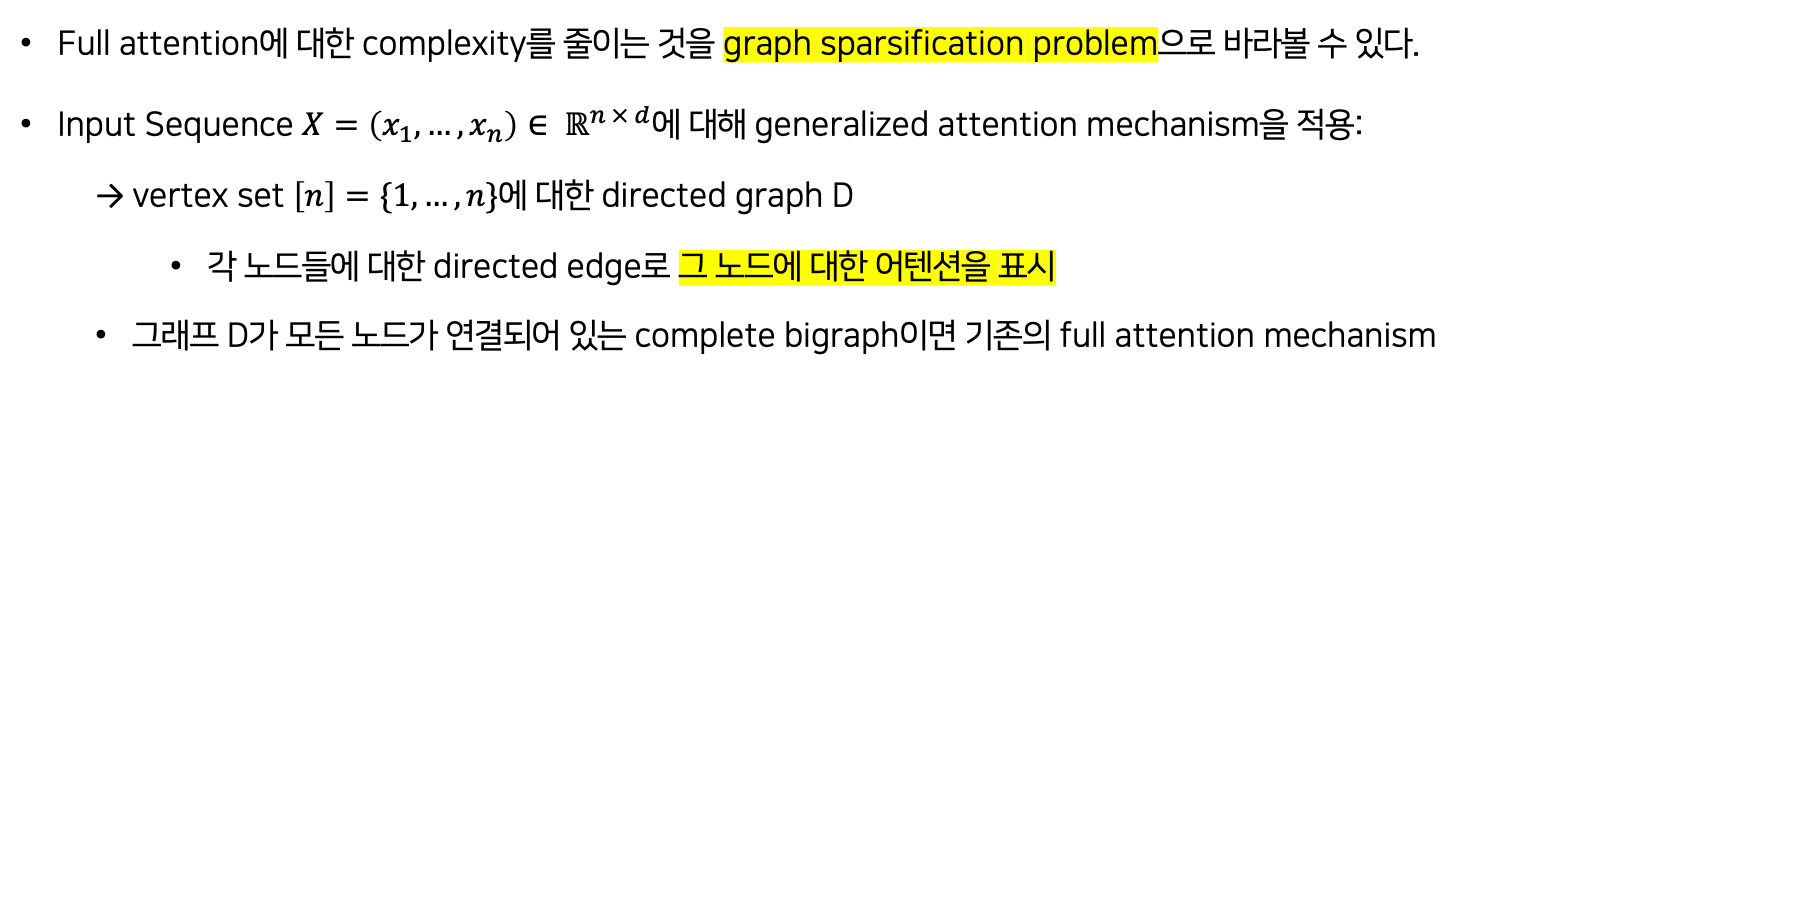 • Full attention에 대한 complexity를 줄이는 것을 graph sparsification problem으로 바라볼 수 있다.
• Input Sequence 𝑋 = (𝑥₁, … , 𝑥ₙ) ∈ ℝ^{𝑛 × 𝑑}에 대해 generalized attention mechanism을 적용:
→ vertex set [𝑛] = {1, … , 𝑛}에 대한 directed graph D
• 각 노드들에 대한 directed edge로 그 노드에 대한 어텐션을 표시
• 그래프 D가 모든 노드가 연결되어 있는 complete bigraph이면 기존의 full attention mechanism